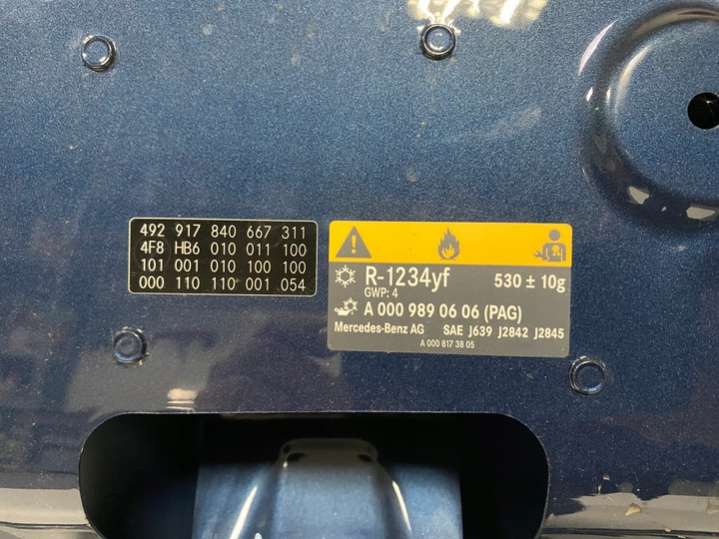 492 917 840 667 311
4F8 HB6 010 011 100
101 001 010 100 100
000 110 110 001 054
R-1234yf 530 ± 10g
GWP: 4
A 000 989 06 06 (PAG)
Mercedes-Benz AG SAE J639 J2842 J2845
A 000 817 38 05